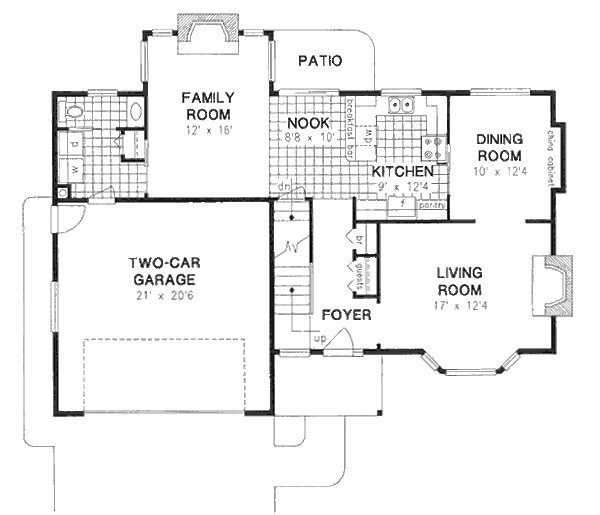 PATIO
FAMILY
ROOM
12' x 16'
NOOK
8'8 x 10'
breakfast bar
dw
KITCHEN
9' x 12'4
f
pantry
DINING
ROOM
10' x 12'4
china cabinet
d
w
dn
br
guests
TWO-CAR
GARAGE
21' x 20'6
LIVING
ROOM
17' x 12'4
FOYER
up